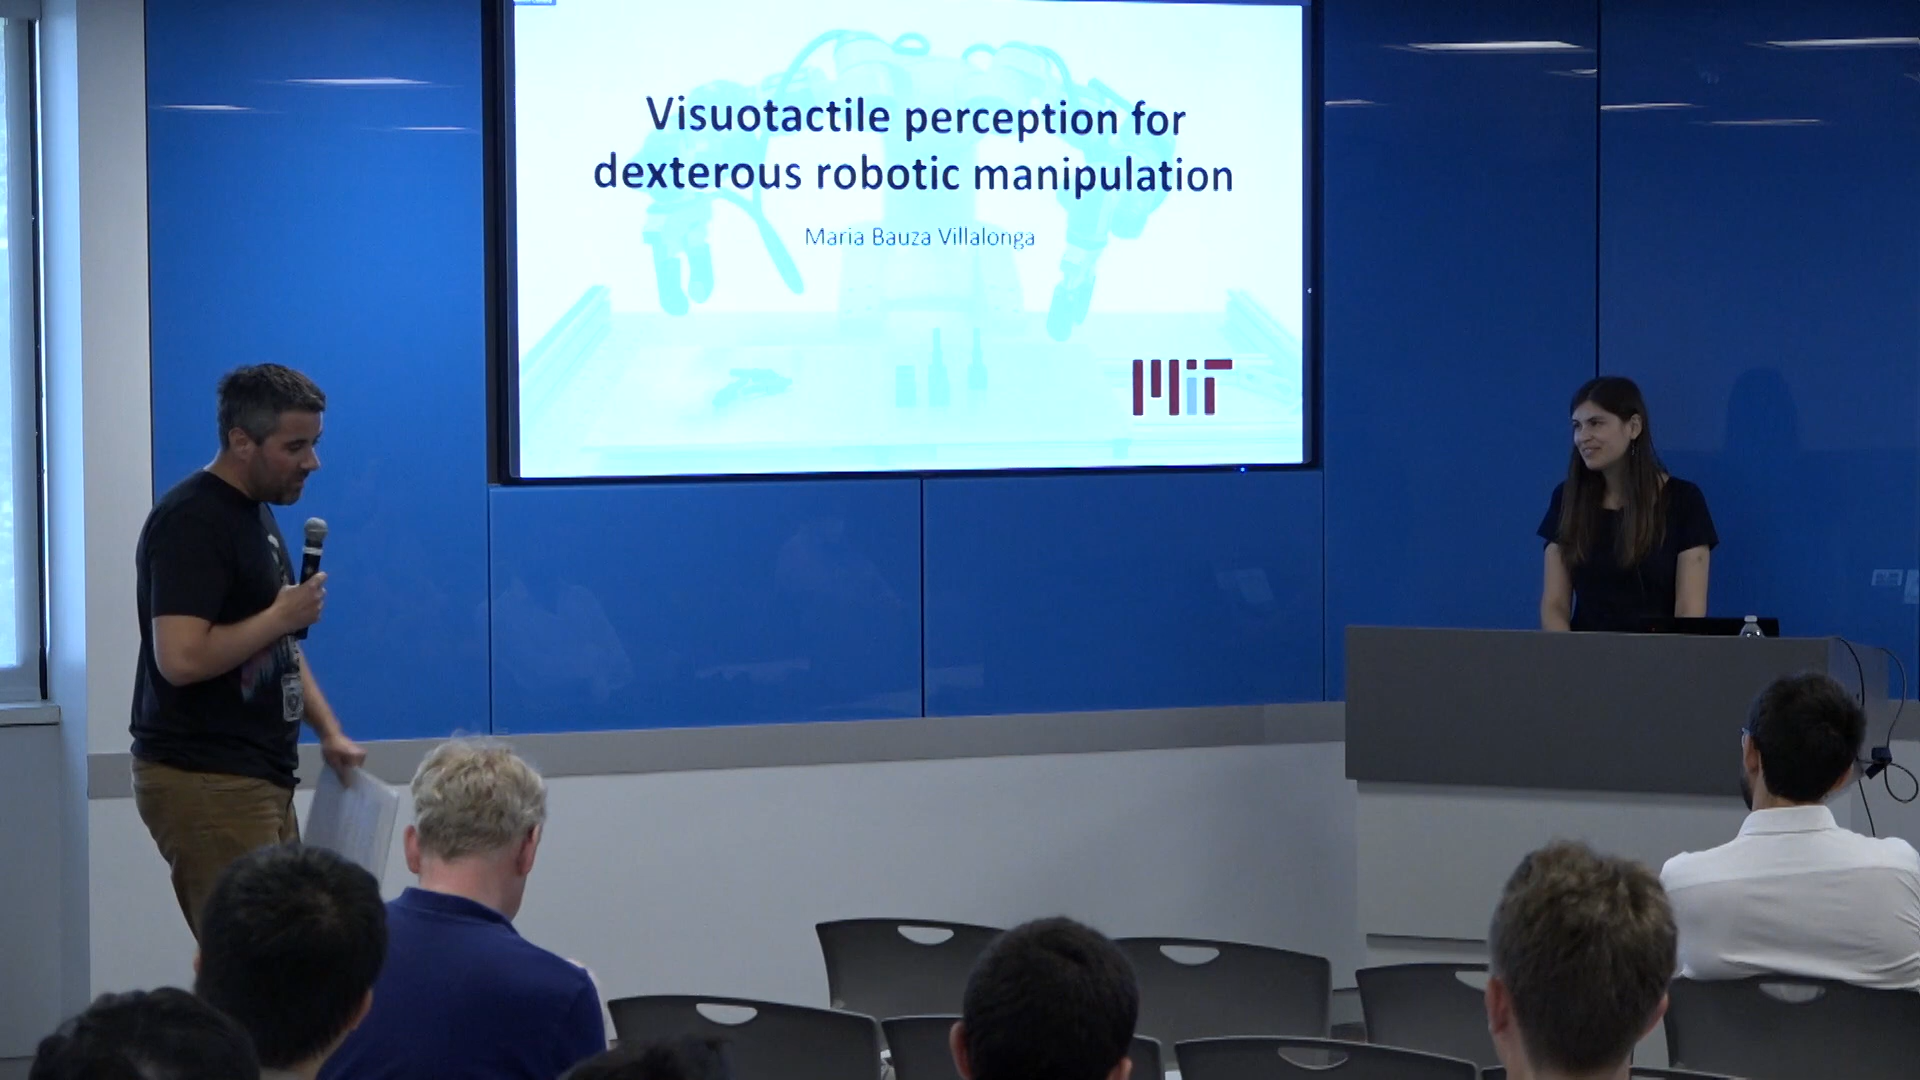 Visuotactile perception for
dexterous robotic manipulation
Maria Bauza Villalonga
MIT